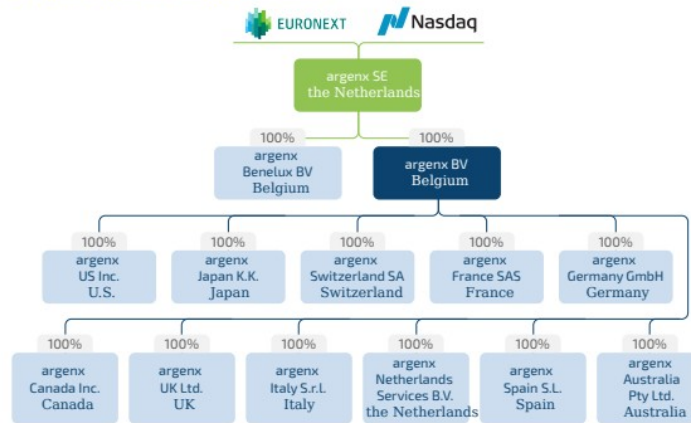 EURONEXT
Nasdaq
argenx SE
the Netherlands
100%
100%
argenx
Benelux BV
Belgium
argenx BV
Belgium
100%
100%
100%
100%
100%
argenx
US Inc.
U.S.
argenx
Japan K.K.
Japan
argenx
Switzerland SA
Switzerland
argenx
France SAS
France
argenx
Germany GmbH
Germany
100%
100%
100%
100%
100%
100%
argenx
Canada Inc.
Canada
argenx
UK Ltd.
UK
argenx
Italy S.r.l.
Italy
argenx
Netherlands
Services B.V.
the Netherlands
argenx
Spain S.L.
Spain
argenx
Australia
Pty Ltd.
Australia